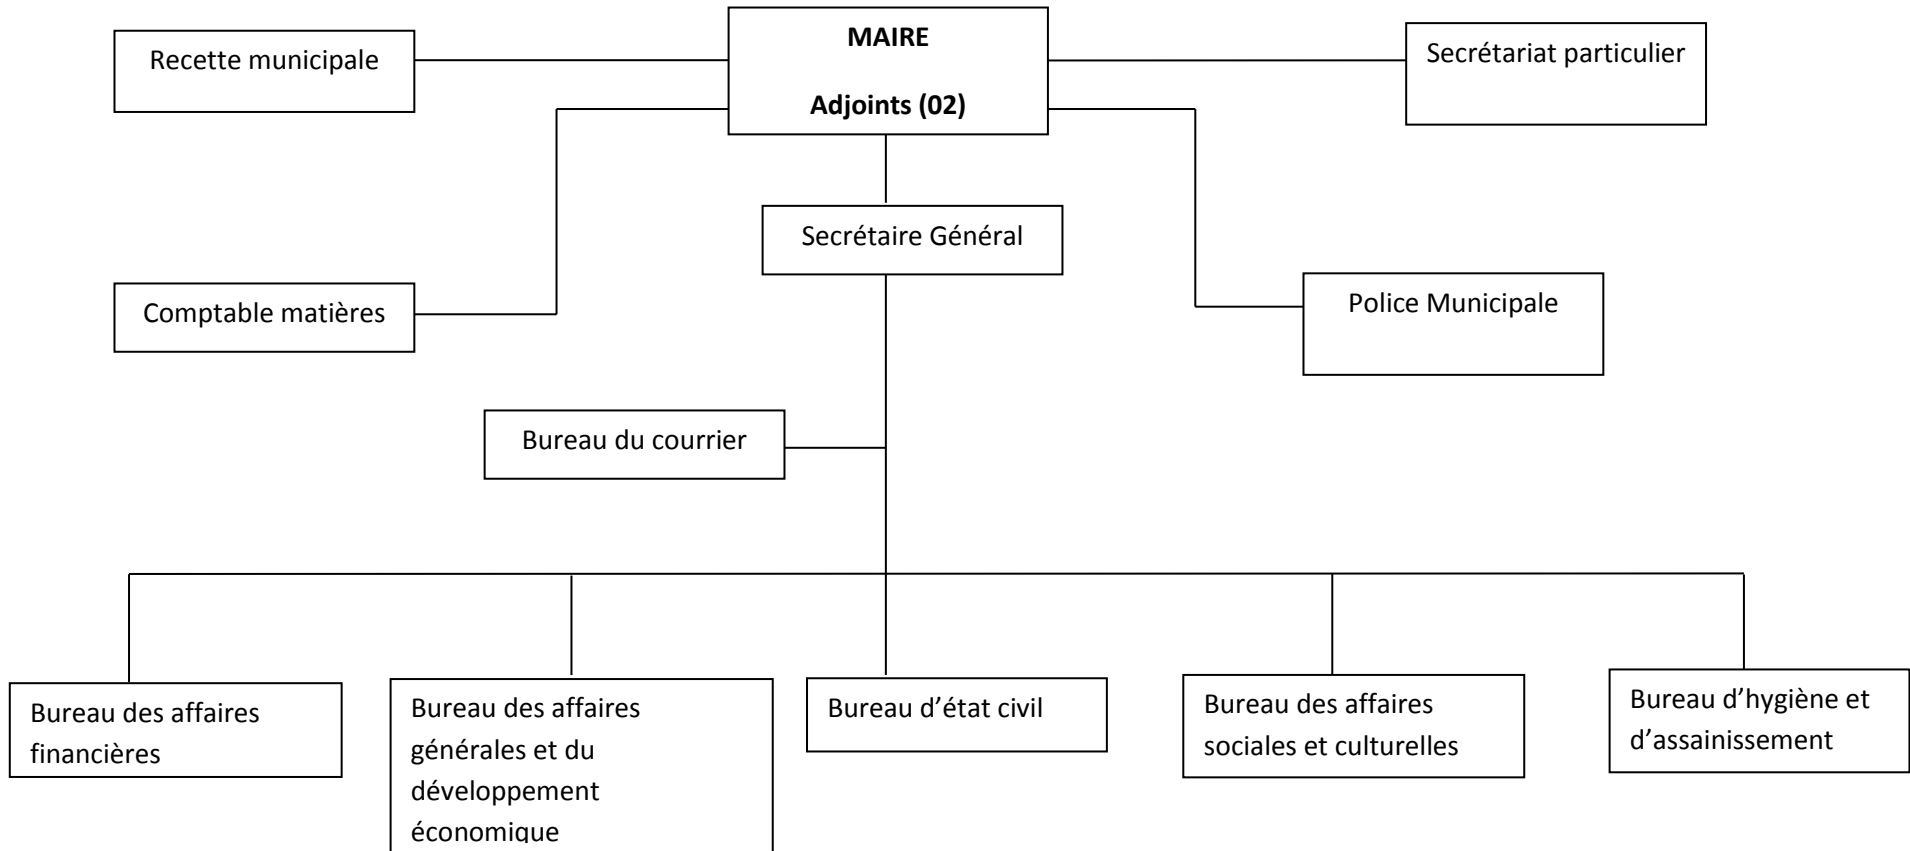 MAIRE
Adjoints (02)
Recette municipale
Secrétariat particulier
Secrétaire Général
Comptable matières
Police Municipale
Bureau du courrier
Bureau des affaires
financières
Bureau des affaires
générales et du
développement
économique
Bureau d’état civil
Bureau des affaires
sociales et culturelles
Bureau d’hygiène et
d’assainissement